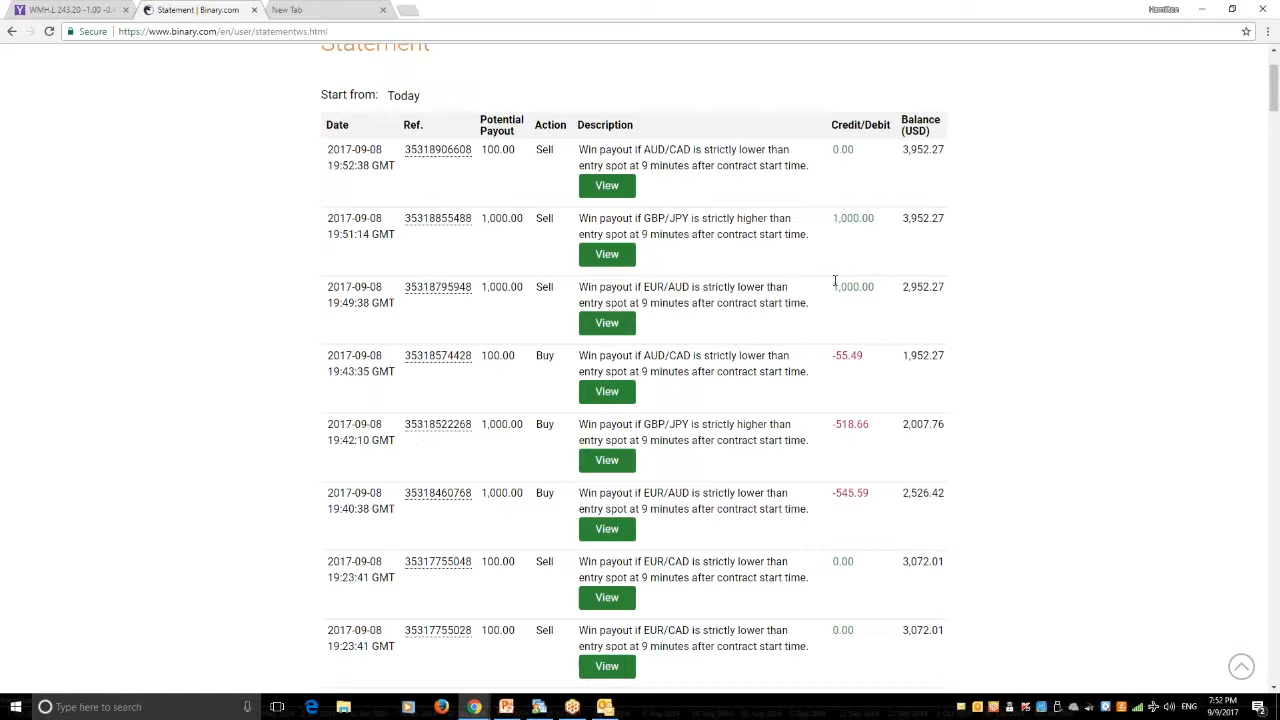 WMH.L 243.20 -1.00 -0.
Statement | Binary.com
New Tab
Hamilton
Secure
https://www.binary.com/en/user/statementws.html
Statement
Start from: Today
Date Ref. Potential Payout Action Description Credit/Debit Balance (USD)
2017-09-08 35318906608 100.00 Sell Win payout if AUD/CAD is strictly lower than 0.00 3,952.27
19:52:38 GMT entry spot at 9 minutes after contract start time.
View
2017-09-08 35318855488 1,000.00 Sell Win payout if GBP/JPY is strictly higher than 1,000.00 3,952.27
19:51:14 GMT entry spot at 9 minutes after contract start time.
View
2017-09-08 35318795948 1,000.00 Sell Win payout if EUR/AUD is strictly lower than 1,000.00 2,952.27
19:49:38 GMT entry spot at 9 minutes after contract start time.
View
2017-09-08 35318574428 100.00 Buy Win payout if AUD/CAD is strictly lower than -55.49 1,952.27
19:43:35 GMT entry spot at 9 minutes after contract start time.
View
2017-09-08 35318522268 1,000.00 Buy Win payout if GBP/JPY is strictly higher than -518.66 2,007.76
19:42:10 GMT entry spot at 9 minutes after contract start time.
View
2017-09-08 35318460768 1,000.00 Buy Win payout if EUR/AUD is strictly lower than -545.59 2,526.42
19:40:38 GMT entry spot at 9 minutes after contract start time.
View
2017-09-08 35317755048 100.00 Sell Win payout if EUR/CAD is strictly lower than 0.00 3,072.01
19:23:41 GMT entry spot at 9 minutes after contract start time.
View
2017-09-08 35317755028 100.00 Sell Win payout if EUR/CAD is strictly lower than 0.00 3,072.01
19:23:41 GMT entry spot at 9 minutes after contract start time.
View
Type here to search
7:52 PM
9/9/2017